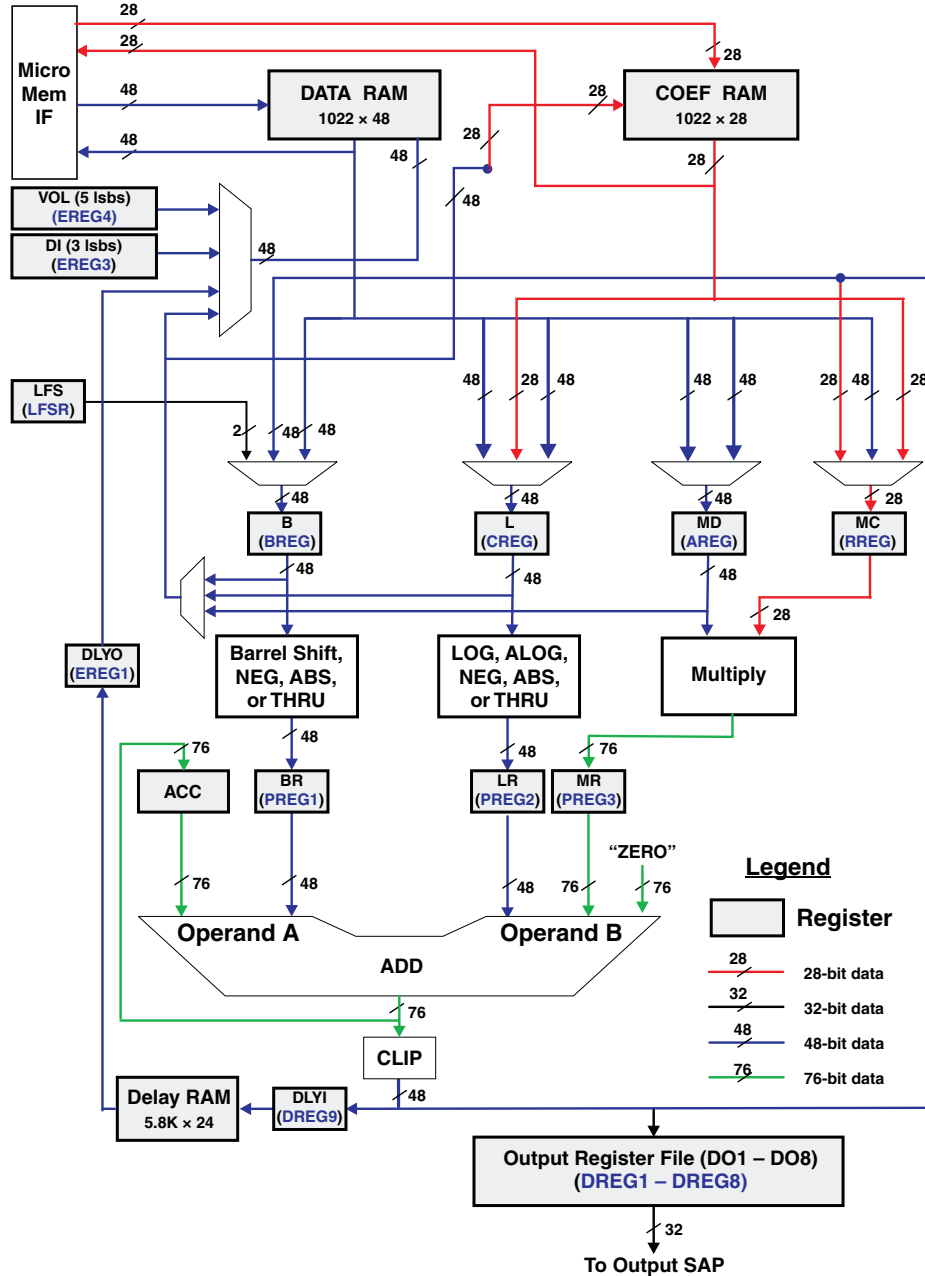 28
28
28
28
Micro
Mem
IF
48
DATA RAM
1022 × 48
28
COEF RAM
1022 × 28
48
48
28
28
48
VOL (5 lsbs)
(EREG4)
DI (3 lsbs)
(EREG3)
48
LFS
(LFSR)
2
48
48
48
28
48
48
48
28
48
28
48
48
48
28
B
(BREG)
L
(CREG)
MD
(AREG)
MC
(RREG)
48
48
48
28
DLYO
(EREG1)
Barrel Shift,
NEG, ABS,
or THRU
LOG, ALOG,
NEG, ABS,
or THRU
Multiply
76
48
48
76
ACC
BR
(PREG1)
LR
(PREG2)
MR
(PREG3)
“ZERO”
76
48
48
76
76
Operand A
Operand B
ADD
76
CLIP
48
Legend
Register
28
28-bit data
32
32-bit data
48
48-bit data
76
76-bit data
Delay RAM
5.8K × 24
DLYI
(DREG9)
Output Register File (DO1 – DO8)
(DREG1 – DREG8)
32
To Output SAP